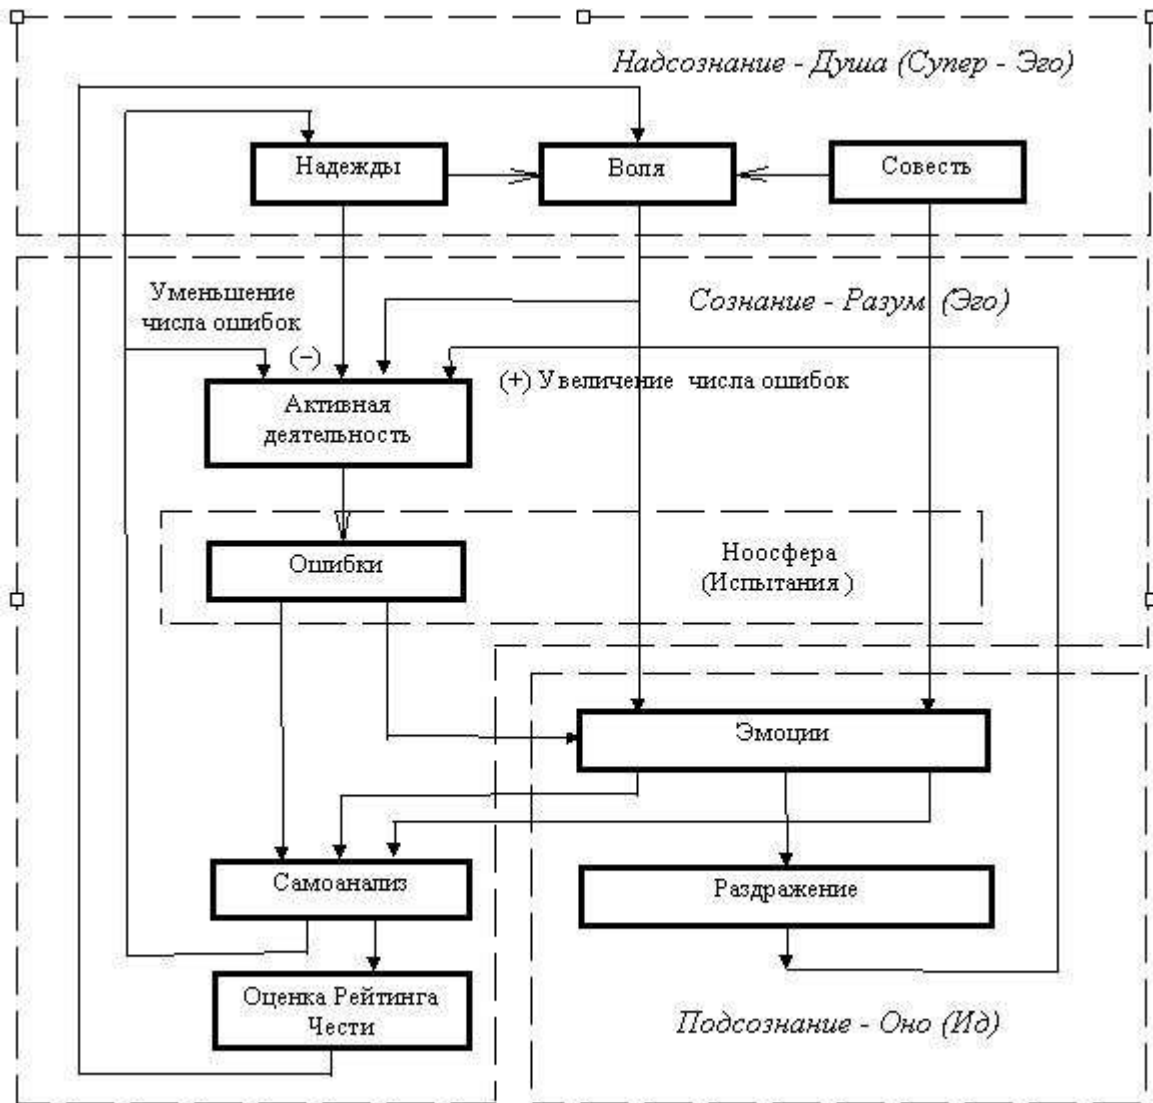 Надсознание - Душа (Супер - Эго)
Надежды
Воля
Совесть
Сознание - Разум (Эго)
Уменьшение
числа ошибок
(−)
(+) Увеличение числа ошибок
Активная
деятельность
Ошибки
Ноосфера
(Испытания )
Эмоции
Самоанализ
Раздражение
Оценка Рейтинга
Чести
Подсознание - Оно (Ид)